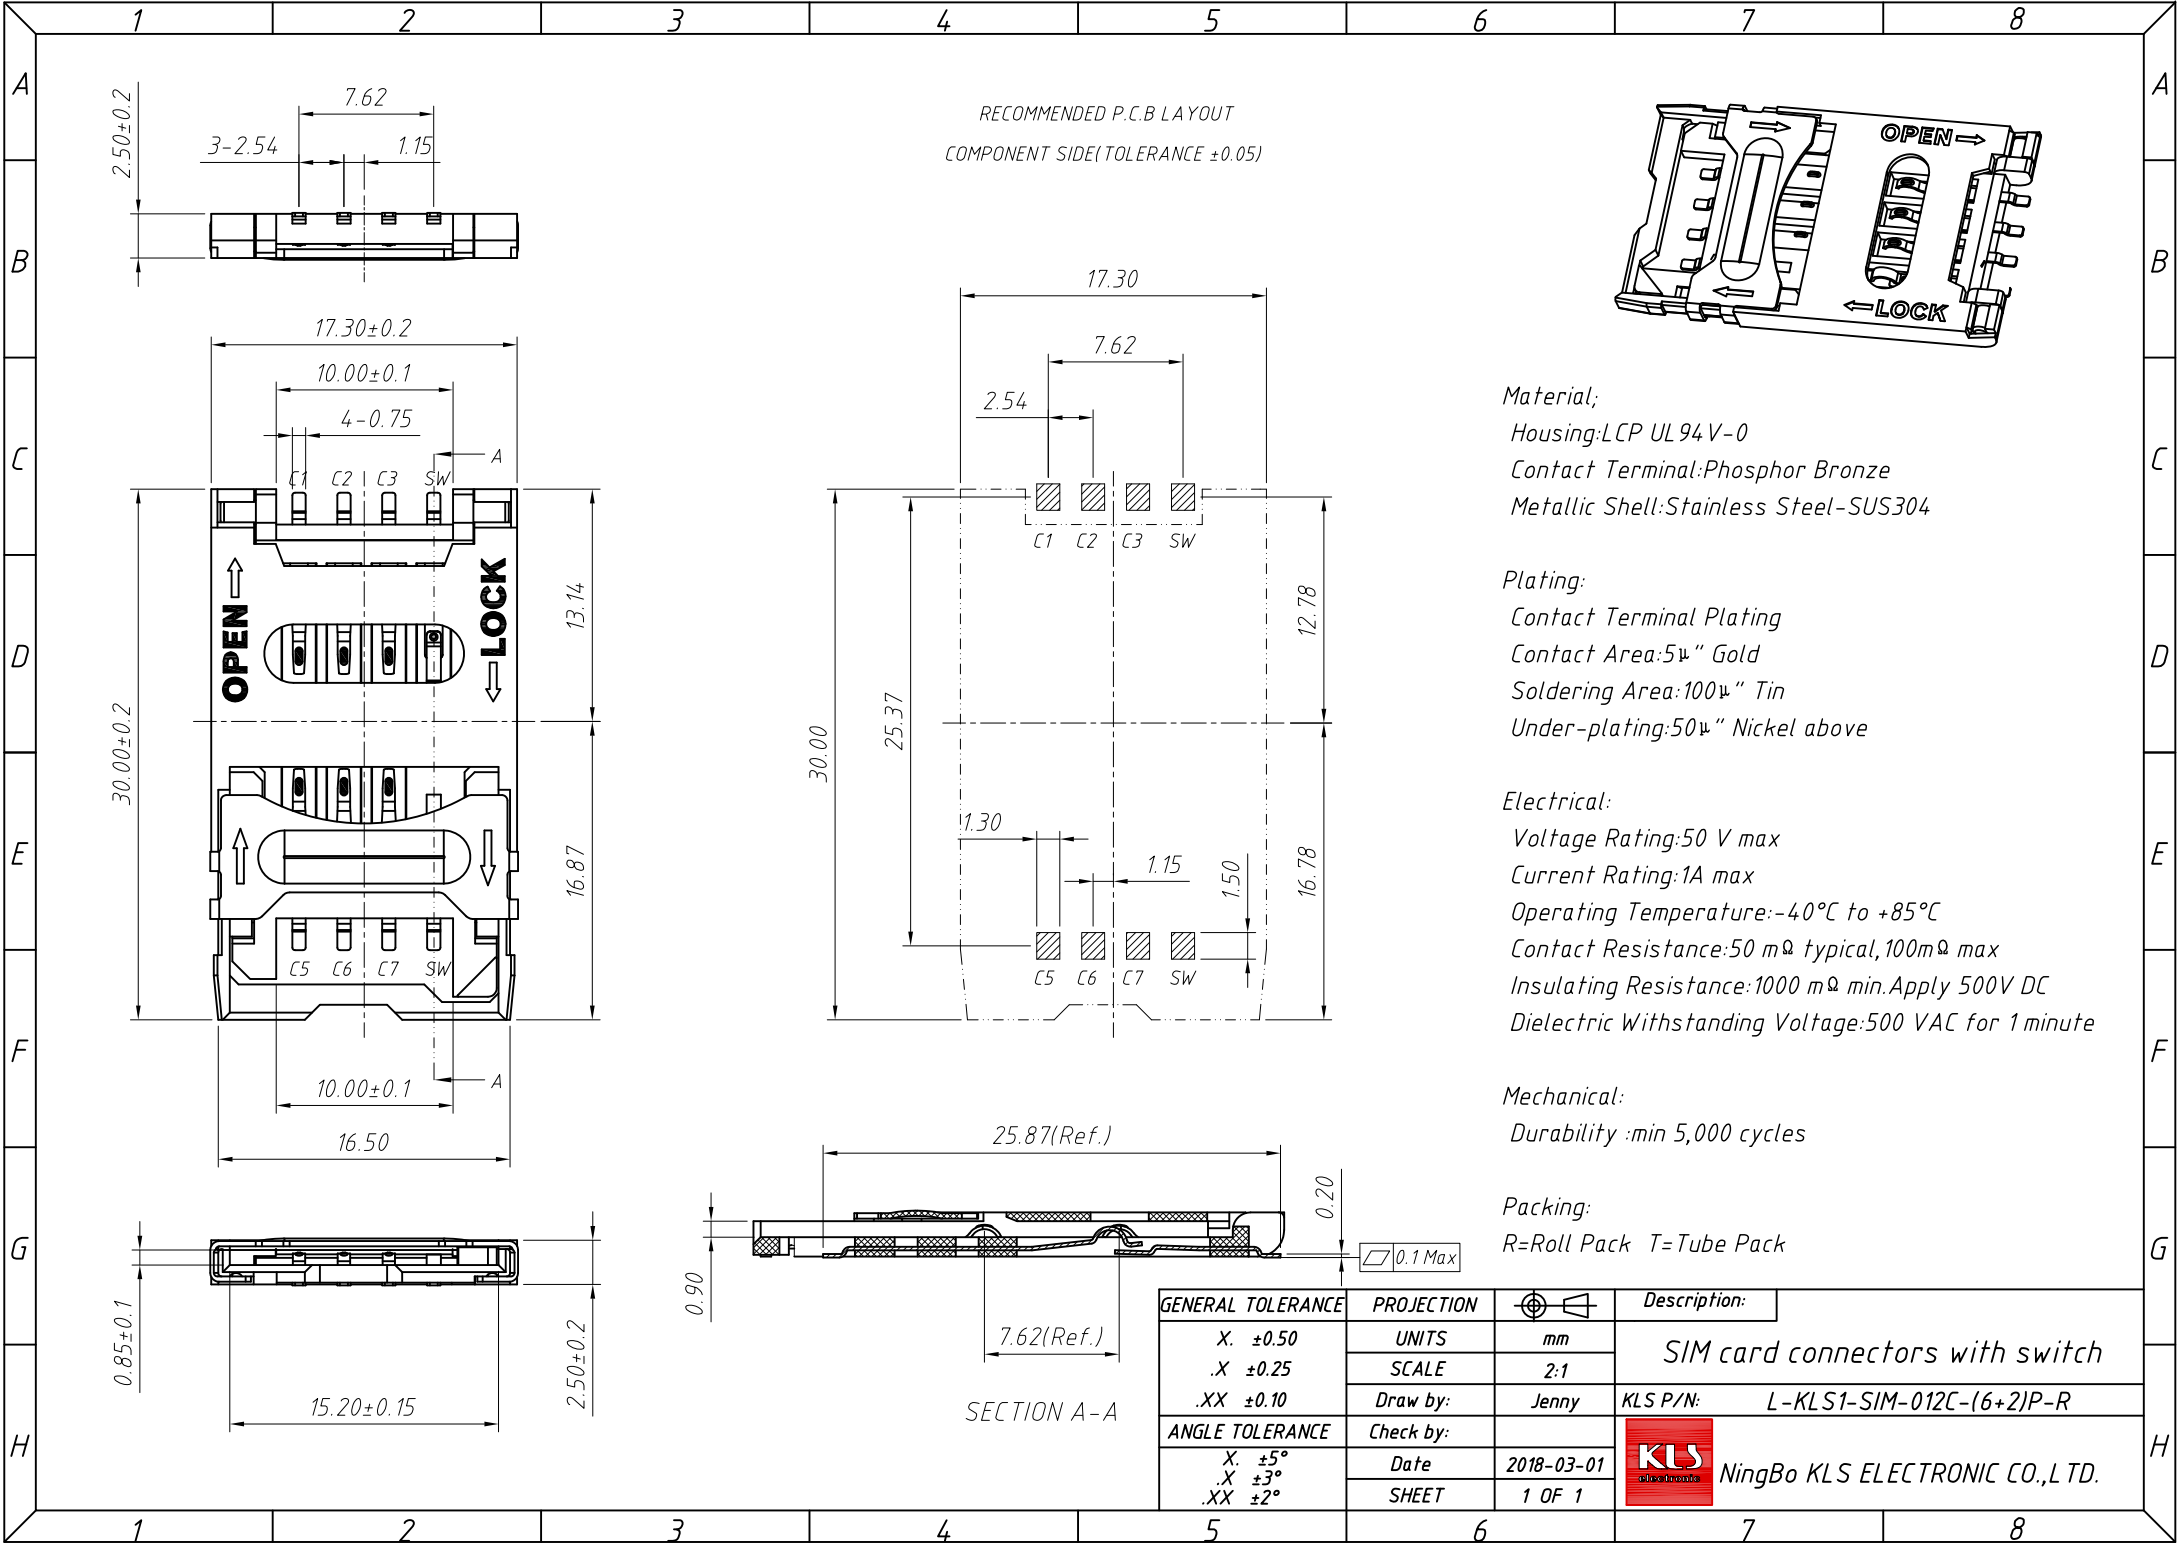 1 2 3 4 5 6 7 8
A A
B B
C C
D D
E E
F F
G G
H H
1 2 3 4 5 6 7 8
7.62
3-2.54
1.15
2.50±0.2
17.30±0.2
10.00±0.1
4-0.75
A
C1 C2 C3 SW
OPEN
LOCK
13.14
30.00±0.2
16.87
C5 C6 C7 SW
A
10.00±0.1
16.50
0.85±0.1
15.20±0.15
2.50±0.2
RECOMMENDED P.C.B LAYOUT
COMPONENT SIDE(TOLERANCE ±0.05)
17.30
7.62
2.54
C1 C2 C3 SW
12.78
25.37
30.00
1.30
1.15
1.50
16.78
C5 C6 C7 SW
25.87(Ref.)
0.20
0.1 Max
0.90
7.62(Ref.)
SECTION A-A
OPEN
LOCK
Material;
Housing:LCP UL94V-0
Contact Terminal:Phosphor Bronze
Metallic Shell:Stainless Steel-SUS304
Plating:
Contact Terminal Plating
Contact Area:5μ" Gold
Soldering Area:100μ" Tin
Under-plating:50μ" Nickel above
Electrical:
Voltage Rating:50 V max
Current Rating:1A max
Operating Temperature:-40°C to +85°C
Contact Resistance:50 mΩ typical,100mΩ max
Insulating Resistance:1000 mΩ min.Apply 500V DC
Dielectric Withstanding Voltage:500 VAC for 1 minute
Mechanical:
Durability :min 5,000 cycles
Packing:
R=Roll Pack T=Tube Pack
GENERAL TOLERANCE
X. ±0.50
.X ±0.25
.XX ±0.10
ANGLE TOLERANCE
X. ±5°
.X ±3°
.XX ±2°
PROJECTION
UNITS mm
SCALE 2:1
Draw by: Jenny
Check by:
Date 2018-03-01
SHEET 1 OF 1
Description:
SIM card connectors with switch
KLS P/N: L-KLS1-SIM-012C-(6+2)P-R
KLS
electronic
NingBo KLS ELECTRONIC CO.,LTD.